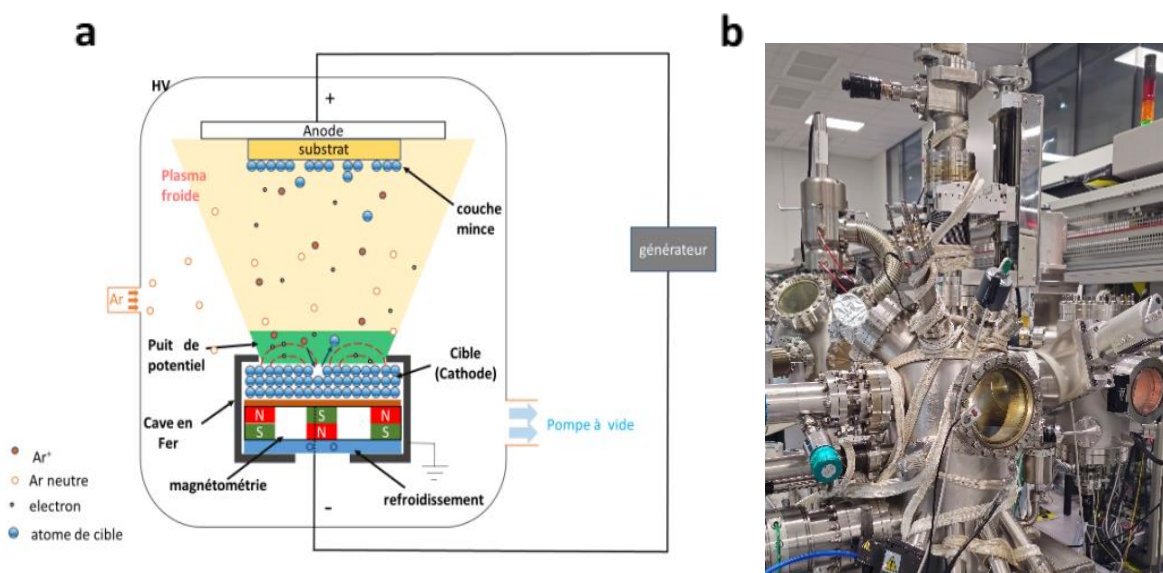 a
b
HV
+
Anode
substrat
Plasma
froide
couche
mince
générateur
Ar
Puit de
potentiel
Cible
(Cathode)
N
S
N
S
N
S
Cave en
Fer
Pompe à vide
magnétométrie
refroidissement
-
Ar⁺
Ar neutre
electron
atome de cible